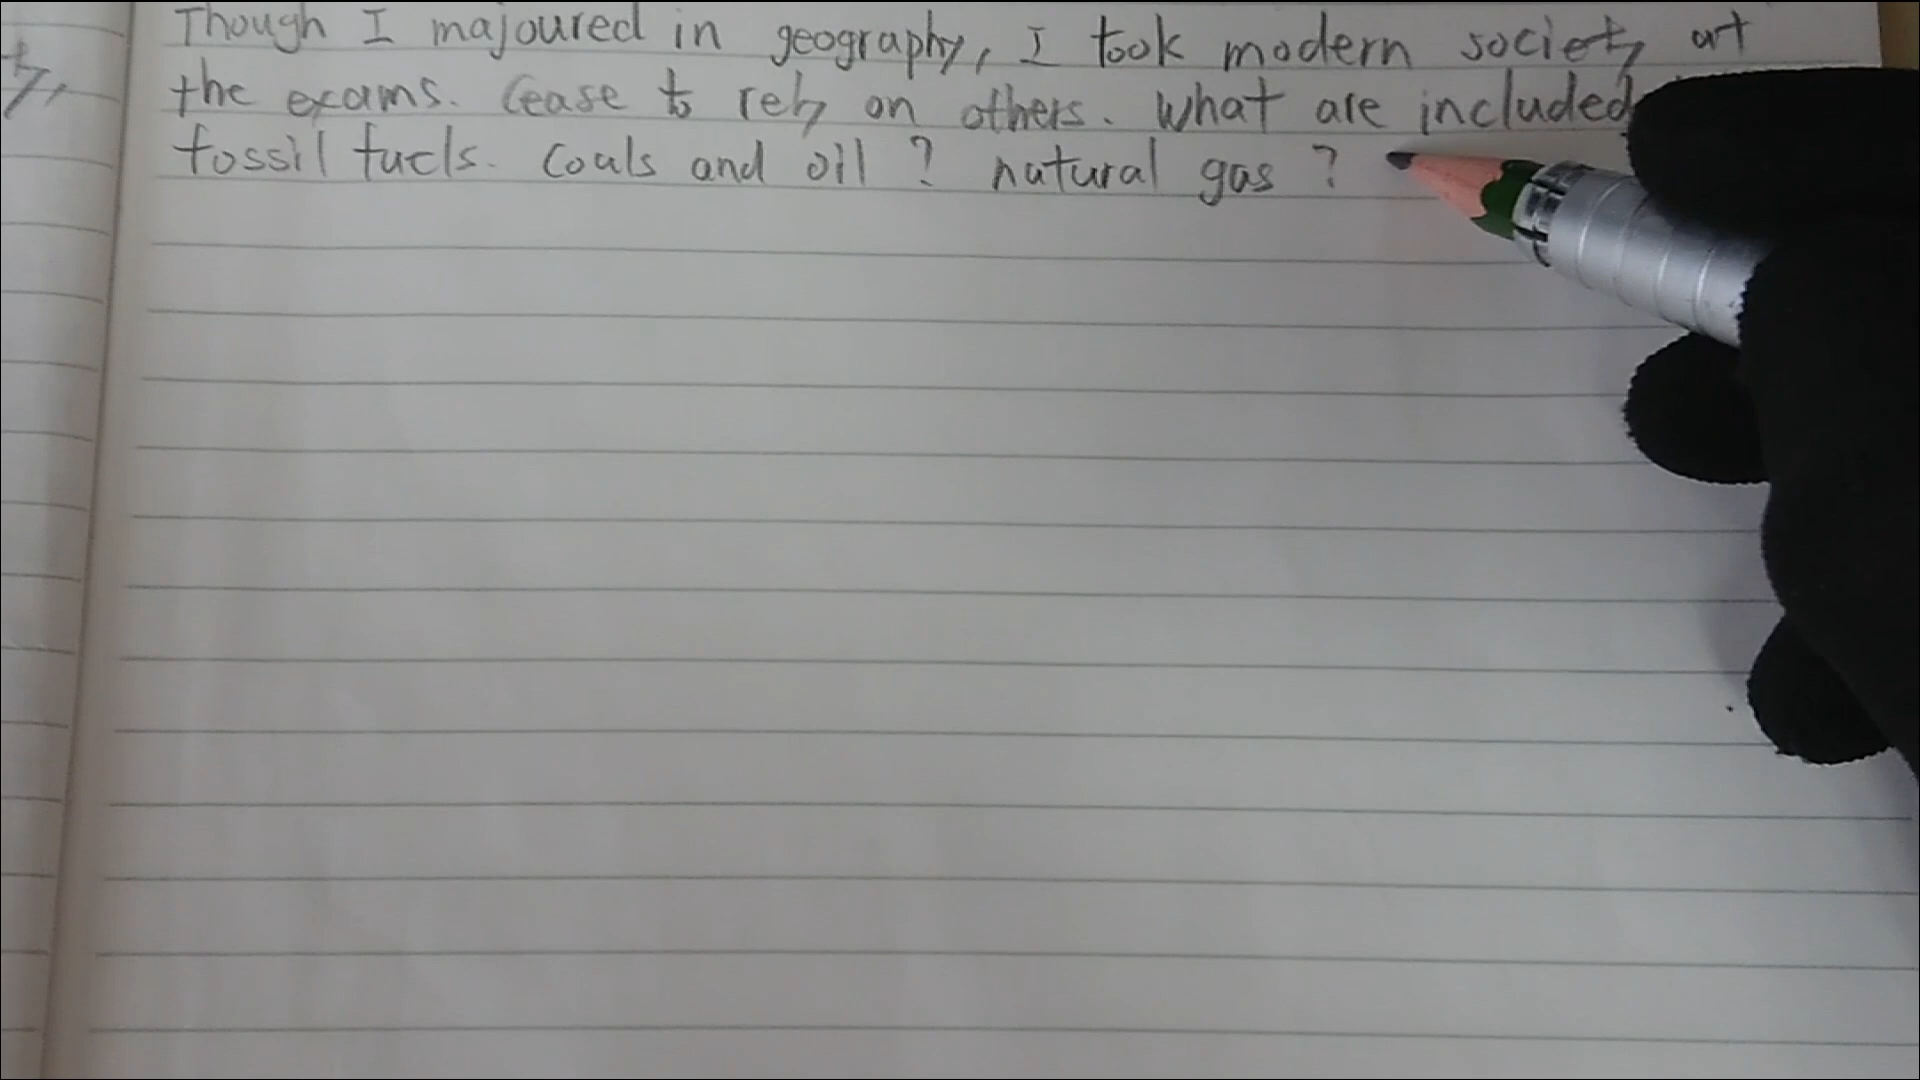 Though I majoured in geography, I took modern society at
the exams. Cease to rely on others. What are included
fossil fuels. Coals and oil? natural gas?